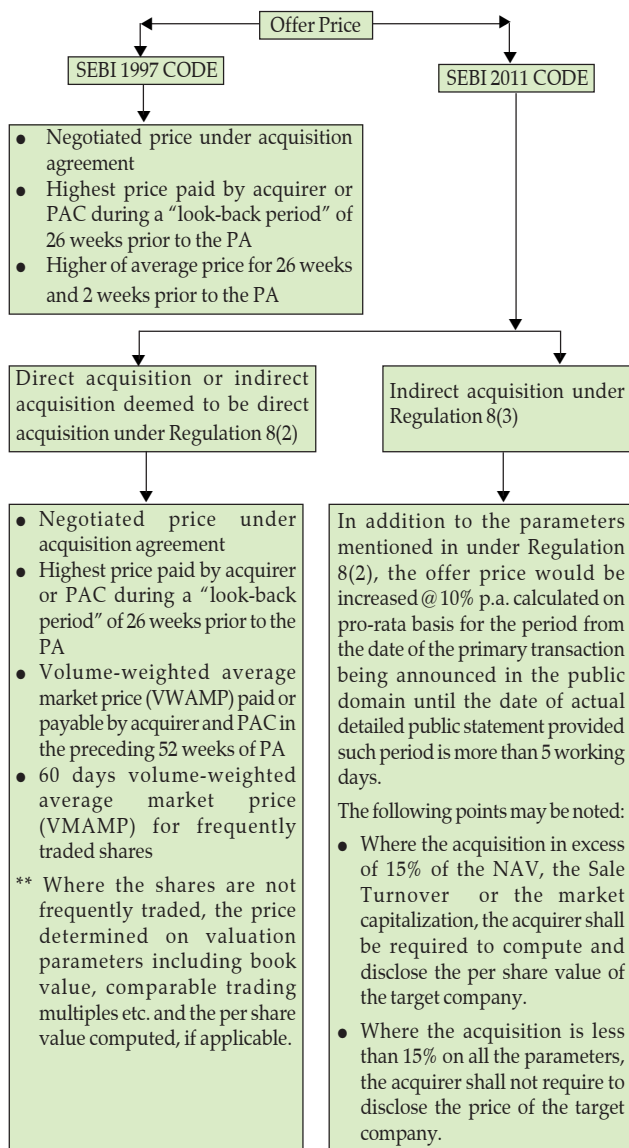 Offer Price
SEBI 1997 CODE
SEBI 2011 CODE
● Negotiated price under acquisition
agreement
● Highest price paid by acquirer or
PAC during a “look-back period” of
26 weeks prior to the PA
● Higher of average price for 26 weeks
and 2 weeks prior to the PA
Direct acquisition or indirect
acquisition deemed to be direct
acquisition under Regulation 8(2)
Indirect acquisition under
Regulation 8(3)
● Negotiated price under
acquisition agreement
● Highest price paid by acquirer
or PAC during a “look-back
period” of 26 weeks prior to the
PA
● Volume-weighted average
market price (VWAMP) paid or
payable by acquirer and PAC in
the preceding 52 weeks of PA
● 60 days volume-weighted
average market price
(VMAMP) for frequently
traded shares
** Where the shares are not
frequently traded, the price
determined on valuation
parameters including book
value, comparable trading
multiples etc. and the per share
value computed, if applicable.
In addition to the parameters
mentioned in under Regulation
8(2), the offer price would be
increased @ 10% p.a. calculated on
pro-rata basis for the period from
the date of the primary transaction
being announced in the public
domain until the date of actual
detailed public statement provided
such period is more than 5 working
days.
The following points may be noted:
● Where the acquisition in excess
of 15% of the NAV, the Sale
Turnover or the market
capitalization, the acquirer shall
be required to compute and
disclose the per share value of
the target company.
● Where the acquisition is less
than 15% on all the parameters,
the acquirer shall not require to
disclose the price of the target
company.